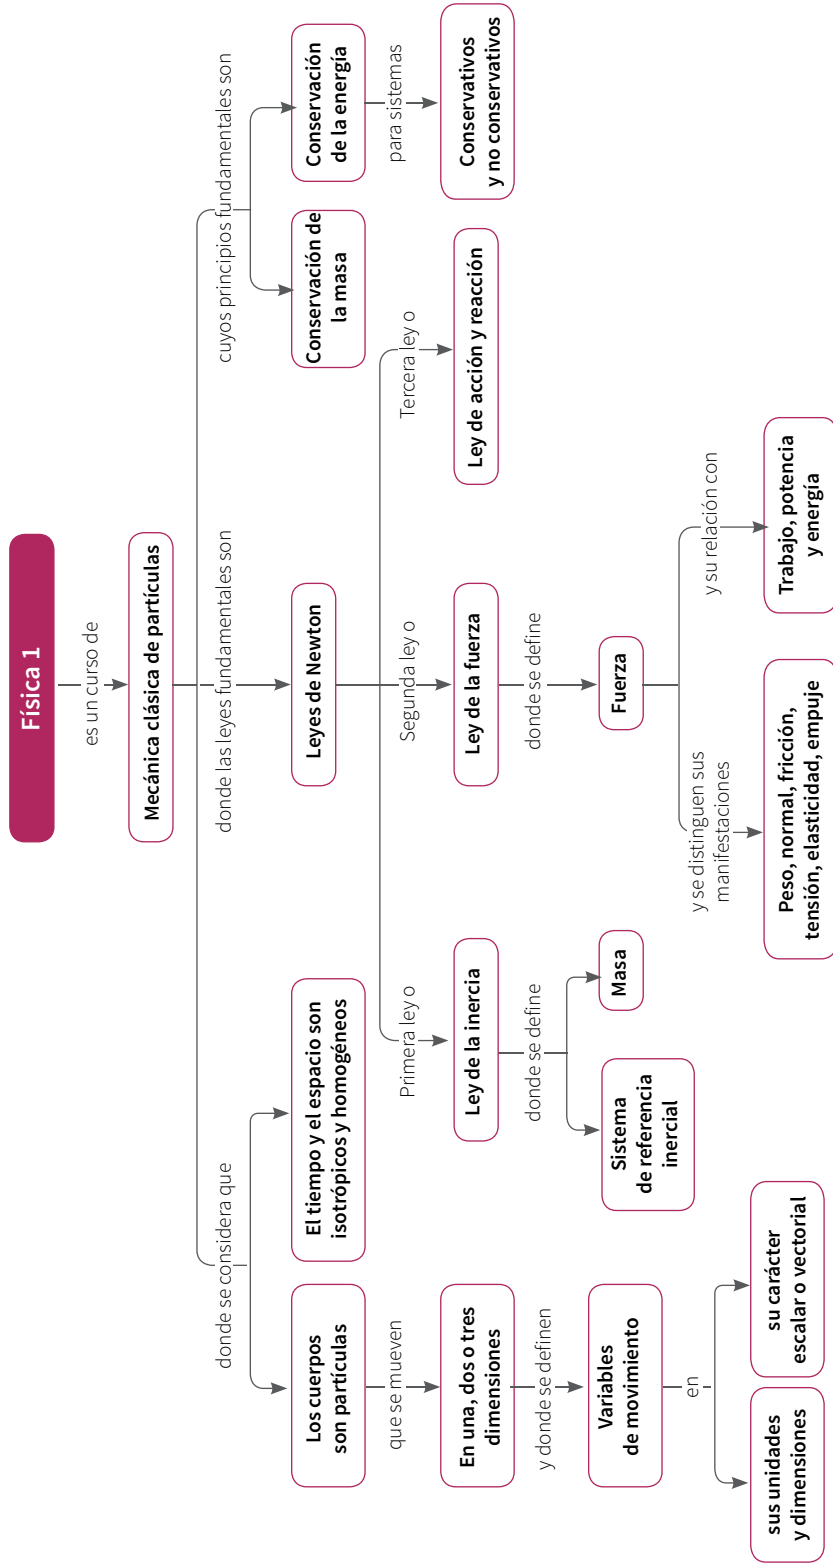 Física 1
es un curso de
Mecánica clásica de partículas
donde se considera que
donde las leyes fundamentales son
cuyos principios fundamentales son
Los cuerpos
son partículas
El tiempo y el espacio son
isotrópicos y homogéneos
Leyes de Newton
Conservación de
la masa
Conservación
de la energía
que se mueven
Primera ley o
Segunda ley o
Tercera ley o
para sistemas
En una, dos o tres
dimensiones
Ley de la inercia
Ley de la fuerza
Ley de acción y reacción
Conservativos
y no conservativos
y donde se definen
donde se define
donde se define
Variables
de movimiento
Sistema
de referencia
inercial
Masa
Fuerza
en
y se distinguen sus
manifestaciones
y su relación con
sus unidades
y dimensiones
su carácter
escalar o vectorial
Peso, normal, fricción,
tensión, elasticidad, empuje
Trabajo, potencia
y energía